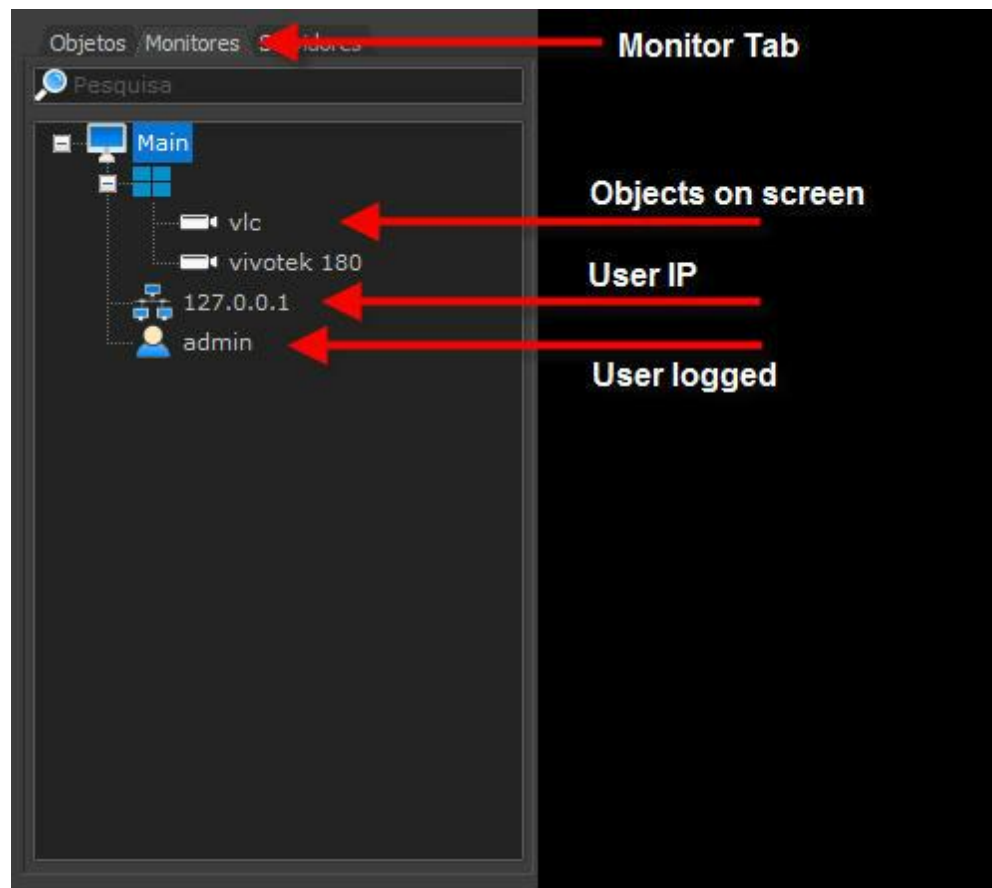 Objetos Monitores
Monitor Tab
Pesquisa
Main
Objects on screen
vlc
vivotek 180
User IP
127.0.0.1
admin
User logged